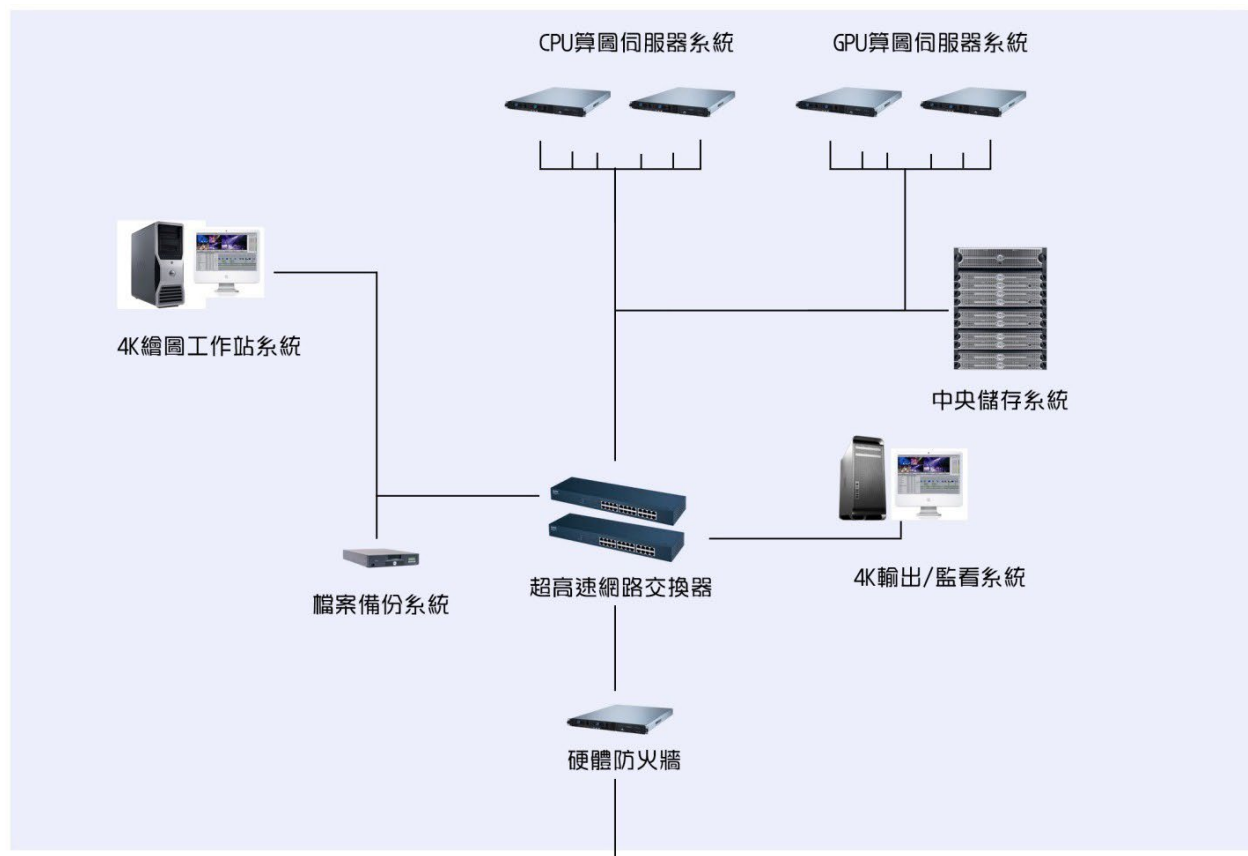 CPU算圖伺服器系統
GPU算圖伺服器系統
4K繪圖工作站系統
中央儲存系統
4K輸出/監看系統
超高速網路交換器
檔案備份系統
硬體防火牆